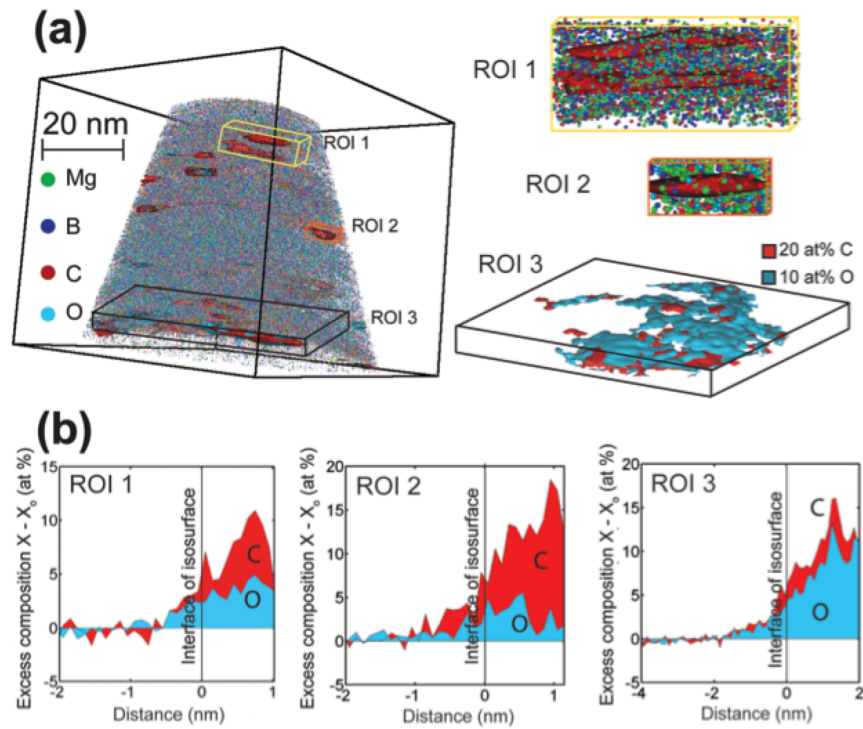 (a)
20 nm
Mg
B
C
O
ROI 1
ROI 2
ROI 3
ROI 1
ROI 2
ROI 3
20 at% C
10 at% O
(b)
ROI 1
Excess composition X - Xₒ (at %)
15
10
5
0
-5
-2
-1
0
1
Interface of isosurface
C
O
Distance (nm)
ROI 2
Excess composition X - Xₒ (at %)
20
15
10
5
0
-5
-2
-1
0
1
Interface of isosurface
C
O
Distance (nm)
ROI 3
Excess composition X - Xₒ (at %)
20
15
10
5
0
-5
-4
-2
0
2
Interface of isosurface
C
O
Distance (nm)